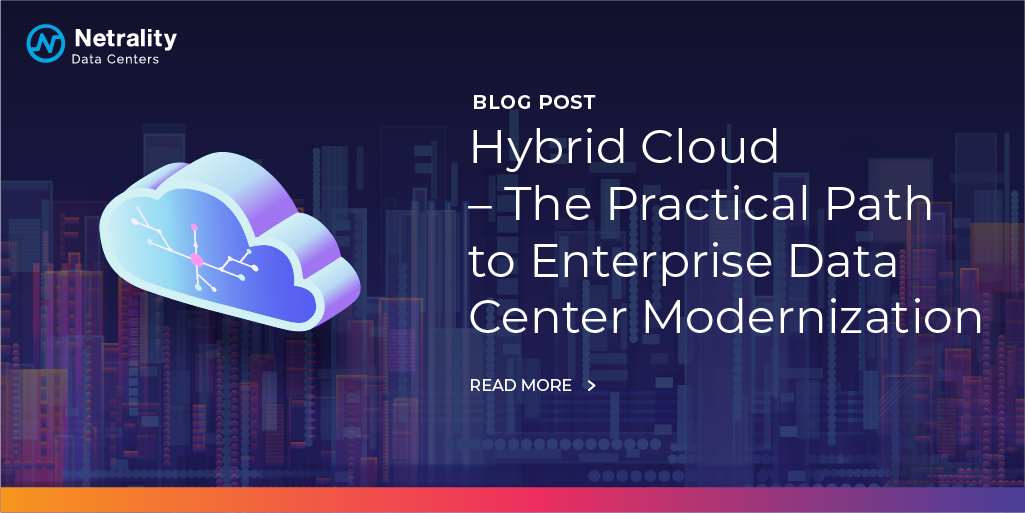 Netrality
Data Centers
BLOG POST
Hybrid Cloud
– The Practical Path
to Enterprise Data
Center Modernization
READ MORE >